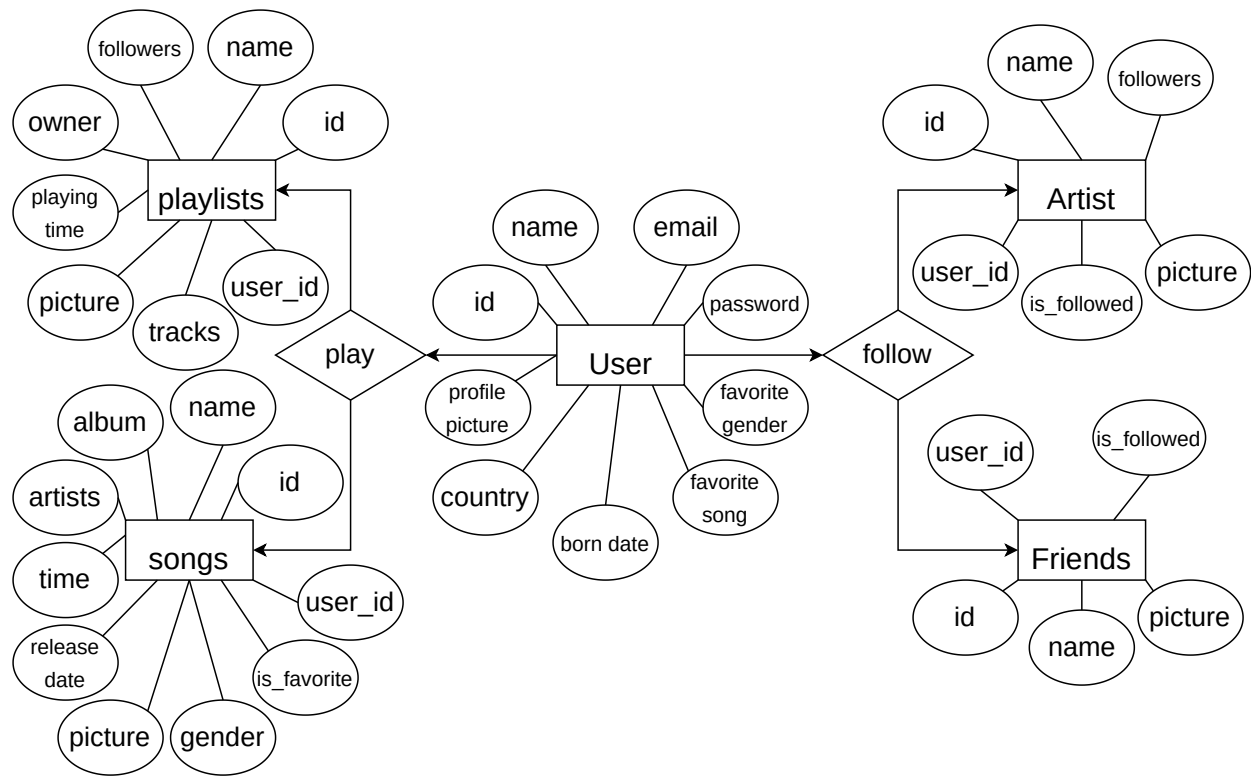 followers
name
owner
id
playlists
playing
time
picture
tracks
user_id
play
album
name
artists
id
songs
time
user_id
release
date
is_favorite
picture
gender
name
email
id
password
User
profile
picture
favorite
gender
country
favorite
song
born date
follow
name
followers
id
Artist
user_id
is_followed
picture
user_id
is_followed
Friends
id
name
picture